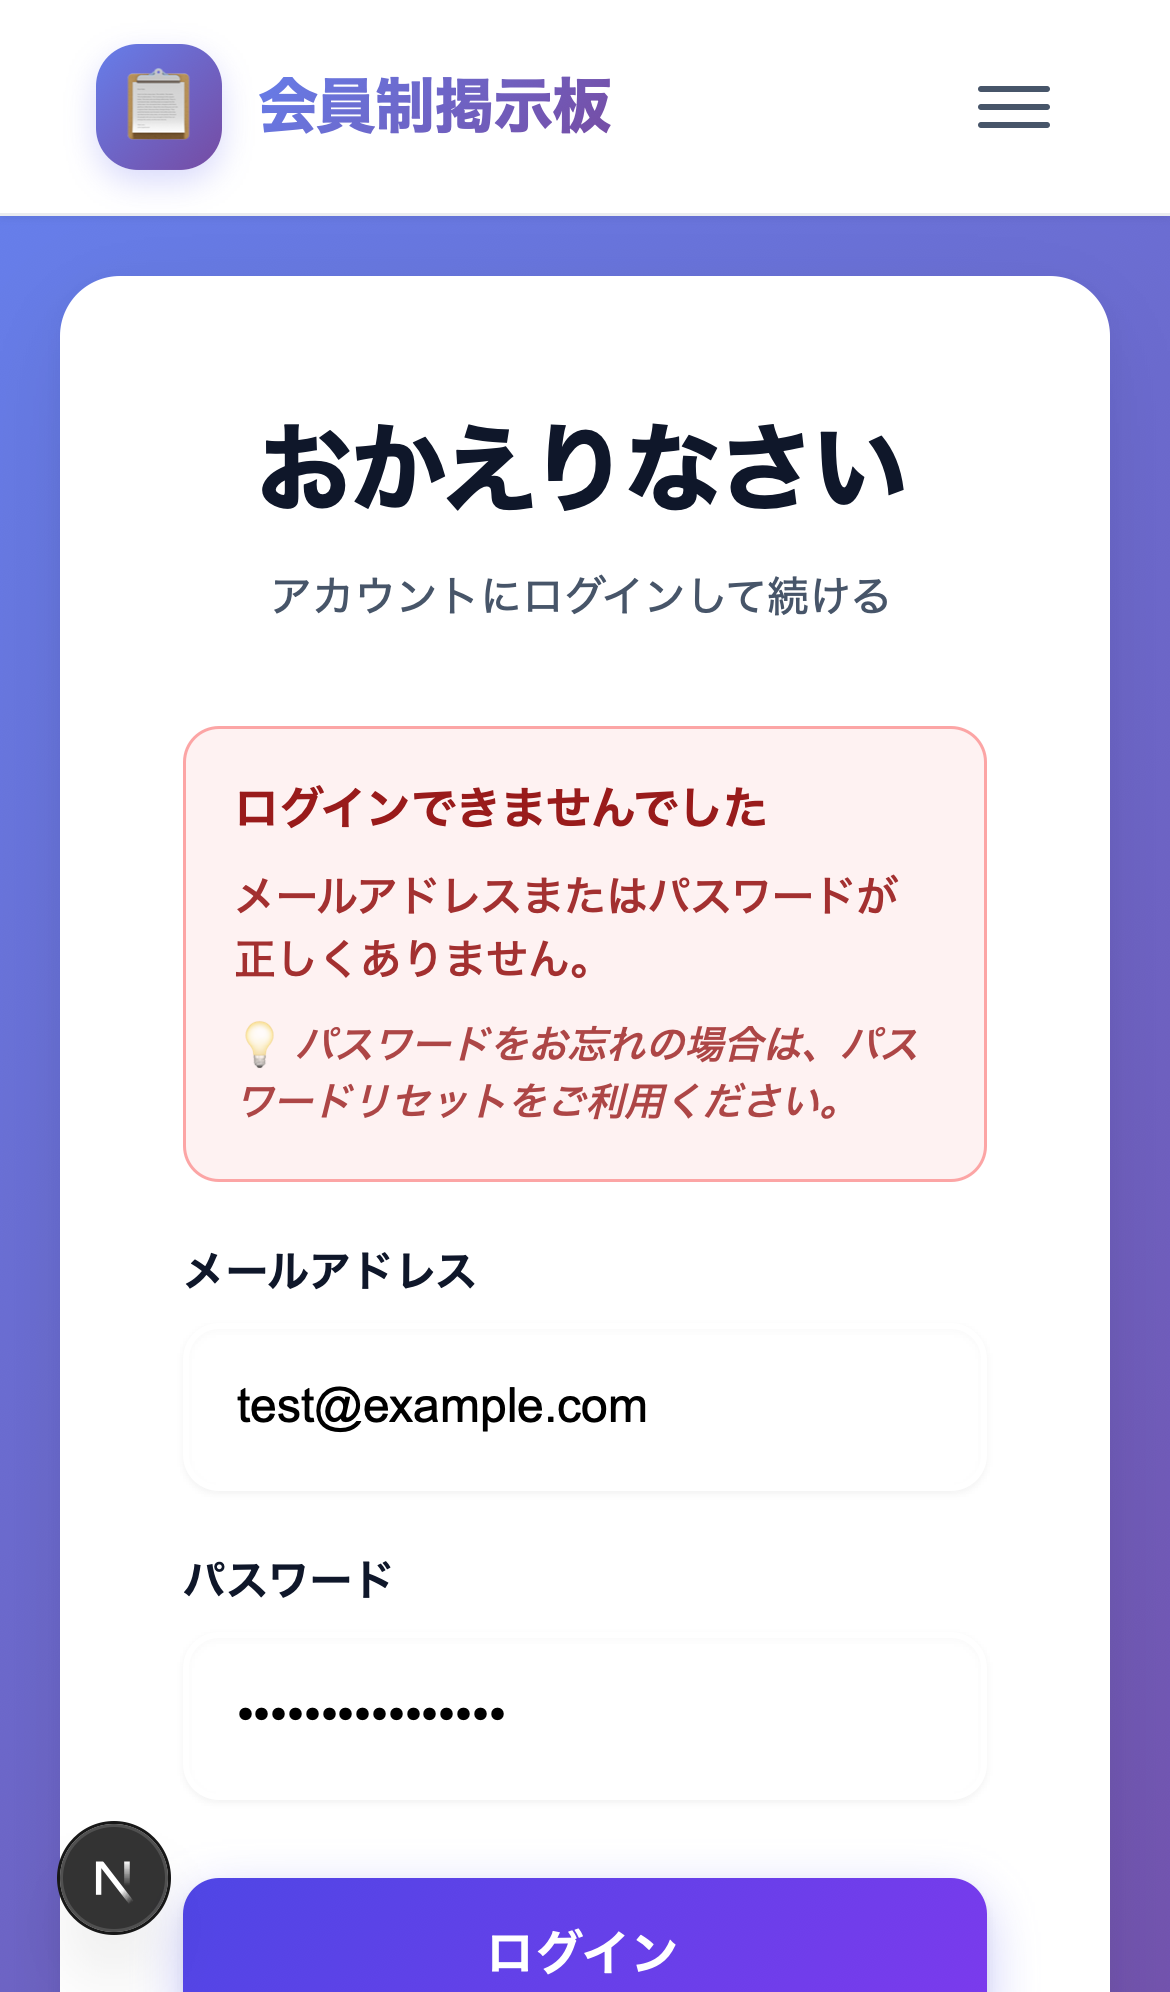 会員制掲示板
おかえりなさい
アカウントにログインして続ける
ログインできませんでした
メールアドレスまたはパスワードが
正しくありません。
💡 パスワードをお忘れの場合は、パス
ワードリセットをご利用ください。
メールアドレス
test@example.com
パスワード
••••••••••••••••
N
ログイン